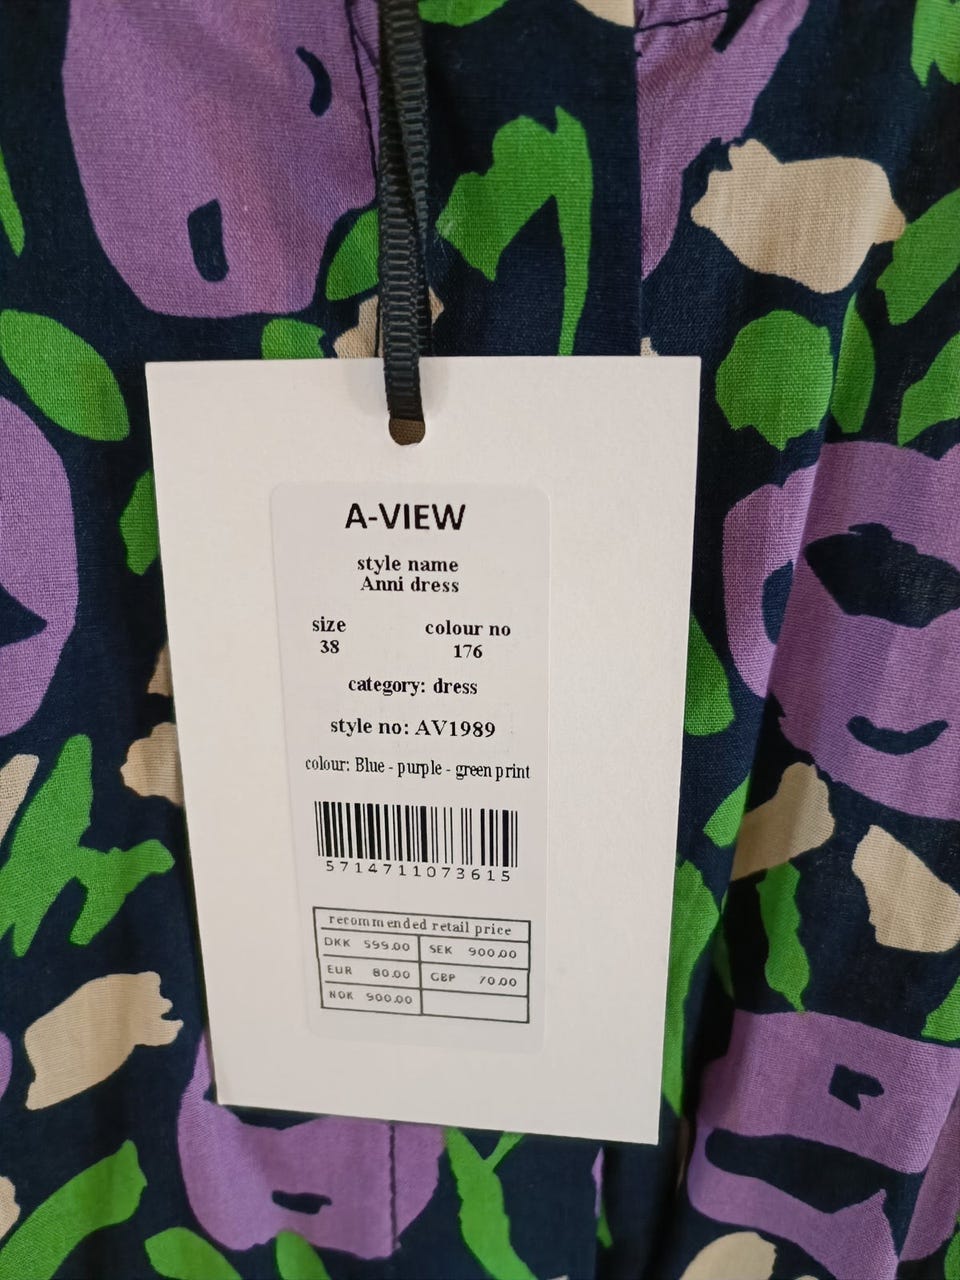 A-VIEW
style name
Anni dress
size colour no
38 176
category: dress
style no: AV1989
colour: Blue - purple - green print
5714711073615
recommended retail price
DKK 599.00 SEK 900.00
EUR 80.00 GBP 70.00
NOK 900.00